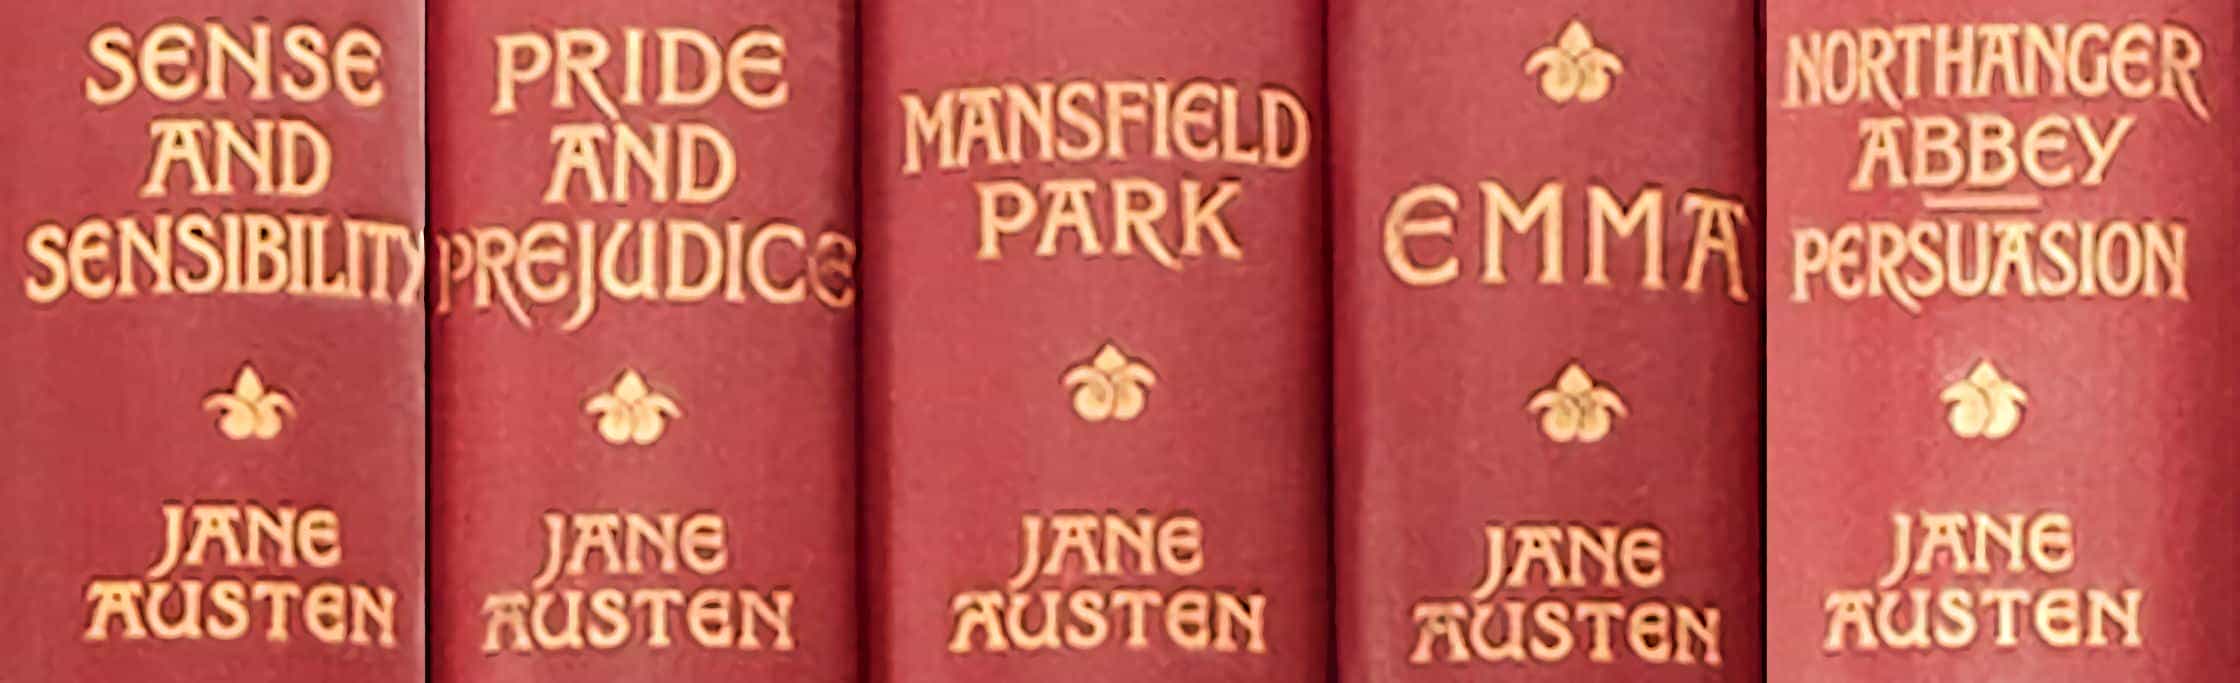 SENSE
AND
SENSIBILITY
JANE
AUSTEN
PRIDE
AND
PREJUDICE
JANE
AUSTEN
MANSFIELD
PARK
JANE
AUSTEN
EMMA
JANE
AUSTEN
NORTHANGER
ABBEY
PERSUASION
JANE
AUSTEN